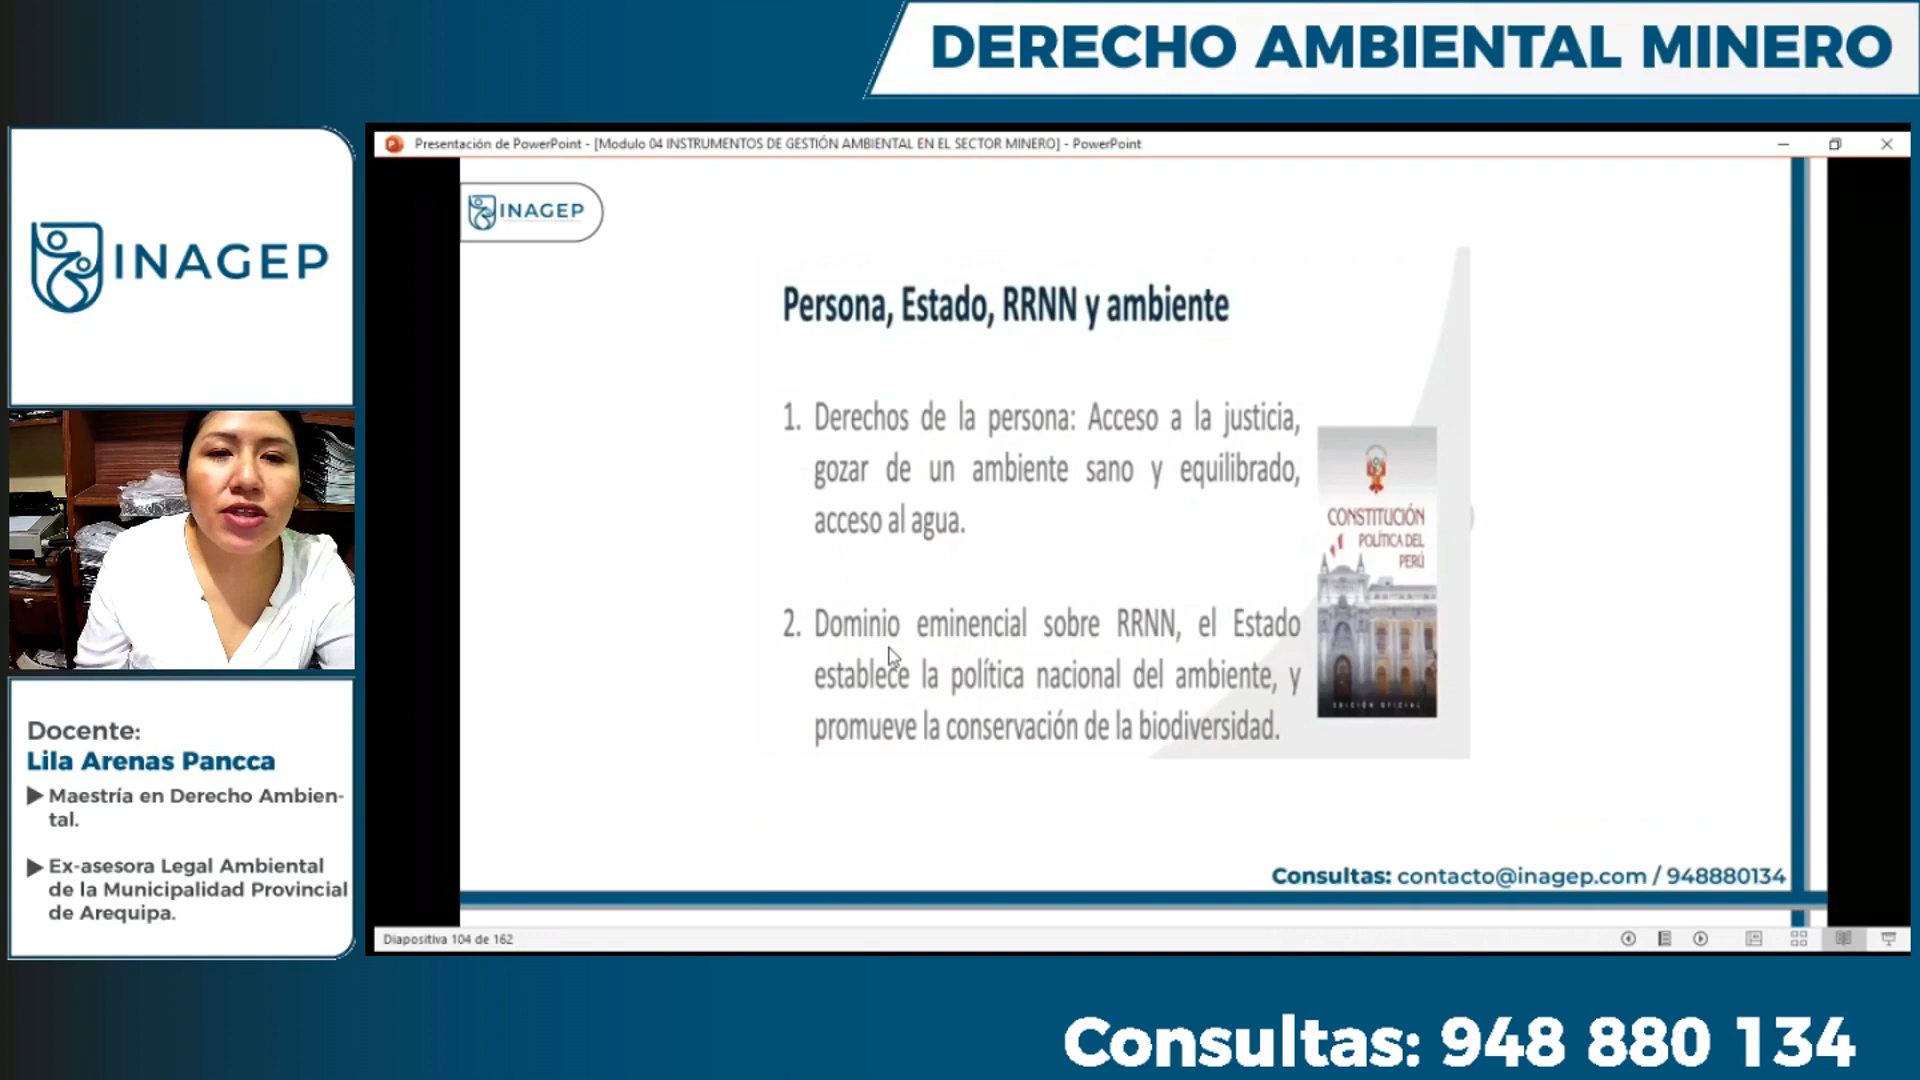 DERECHO AMBIENTAL MINERO
INAGEP
Docente:
Lila Arenas Pancca
Maestría en Derecho Ambien-
tal.
Ex-asesora Legal Ambiental
de la Municipalidad Provincial
de Arequipa.
Presentación de PowerPoint - [Modulo 04 INSTRUMENTOS DE GESTIÓN AMBIENTAL EN EL SECTOR MINERO] - PowerPoint
INAGEP
Persona, Estado, RRNN y ambiente
1. Derechos de la persona: Acceso a la justicia,
gozar de un ambiente sano y equilibrado,
acceso al agua.
2. Dominio eminencial sobre RRNN, el Estado
establece la política nacional del ambiente, y
promueve la conservación de la biodiversidad.
CONSTITUCIÓN
POLÍTICA DEL
PERÚ
EDICIÓN OFICIAL
Consultas: contacto@inagep.com / 948880134
Diapositiva 104 de 162
Consultas: 948 880 134